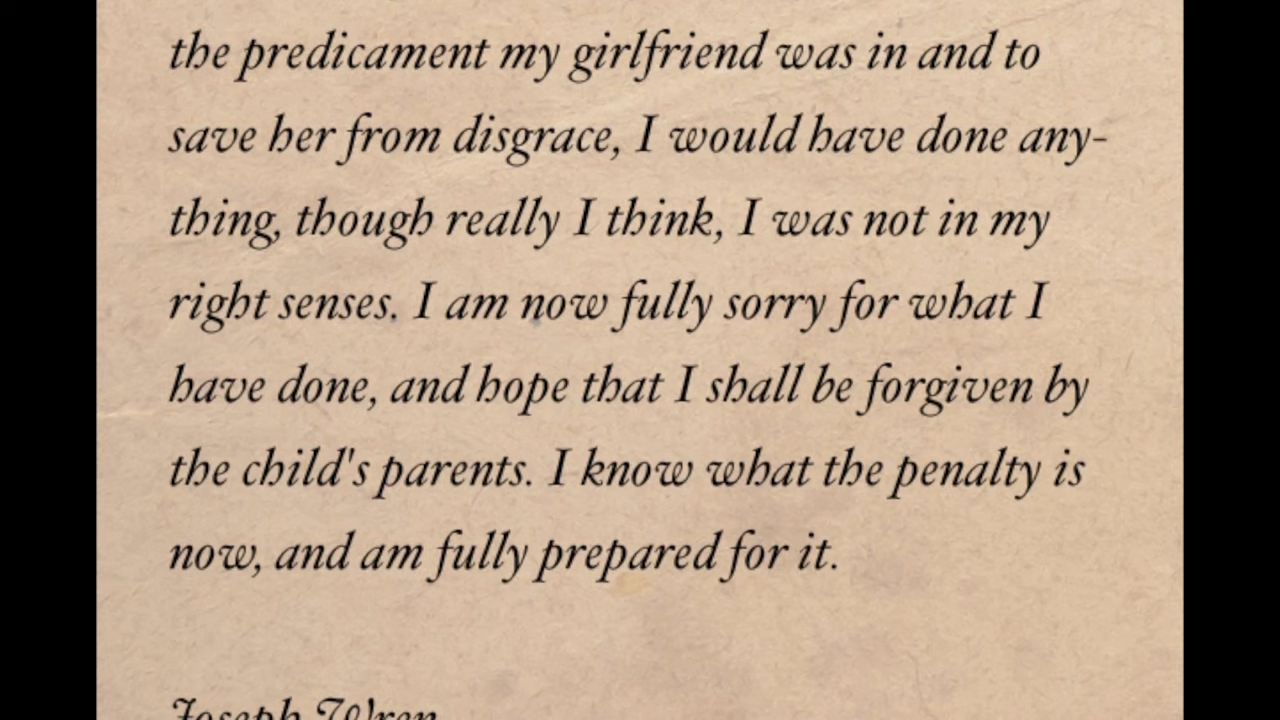 the predicament my girlfriend was in and to
save her from disgrace, I would have done any-
thing, though really I think, I was not in my
right senses. I am now fully sorry for what I
have done, and hope that I shall be forgiven by
the child's parents. I know what the penalty is
now, and am fully prepared for it.
Joseph Wren